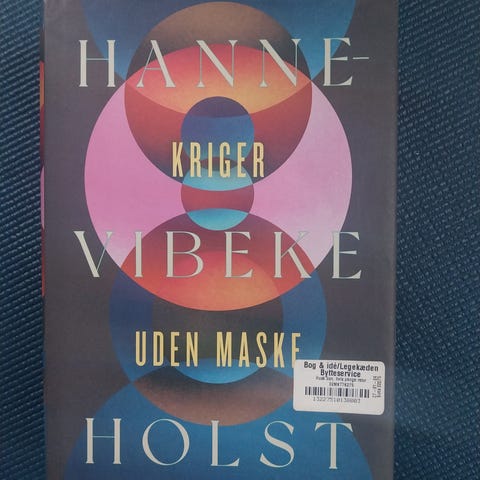 HANNE-
KRIGER
VIBEKE
UDEN MASKE
Bog & idé/Legekæden
Bytteservice
HOLST